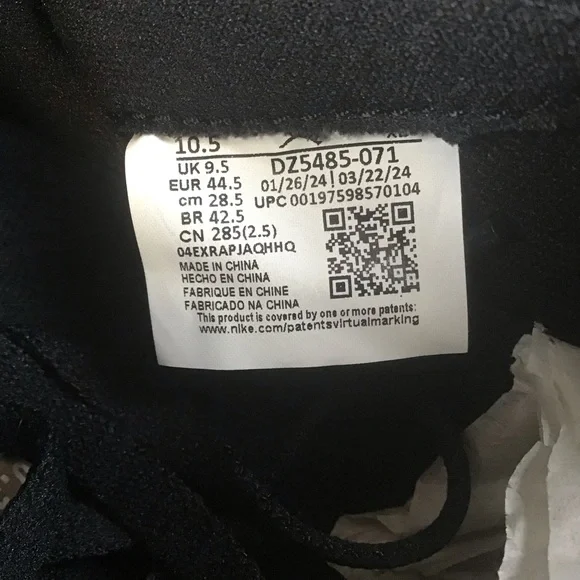 10.5
UK 9.5 DZ5485-071
EUR 44.5 01/26/24 | 03/22/24
cm 28.5 UPC 00197598570104
BR 42.5
CN 285(2.5)
04EXRAPJAQHHQ
MADE IN CHINA
HECHO EN CHINA
FABRIQUE EN CHINE
FABRICADO NA CHINA
This product is covered by one or more patents:
www.nike.com/patentsvirtualmarking